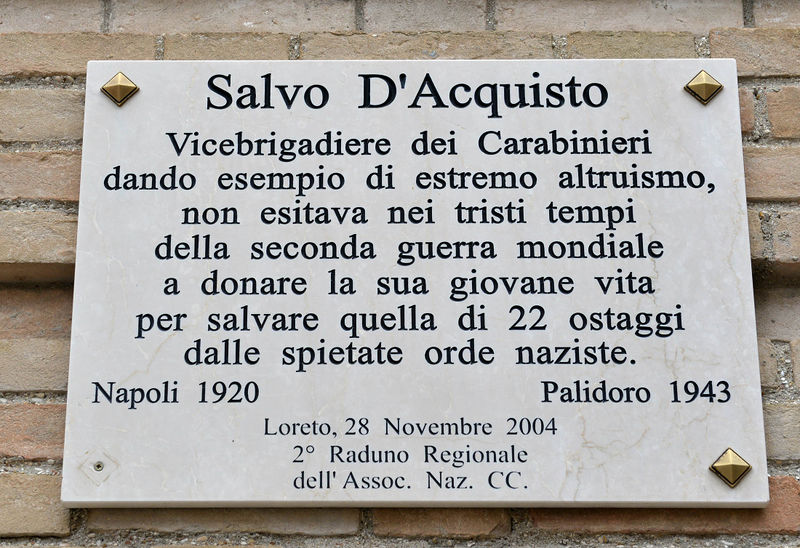 Salvo D'Acquisto
Vicebrigadiere dei Carabinieri
dando esempio di estremo altruismo,
non esitava nei tristi tempi
della seconda guerra mondiale
a donare la sua giovane vita
per salvare quella di 22 ostaggi
dalle spietate orde naziste.
Napoli 1920 Palidoro 1943
Loreto, 28 Novembre 2004
2° Raduno Regionale
dell' Assoc. Naz. CC.